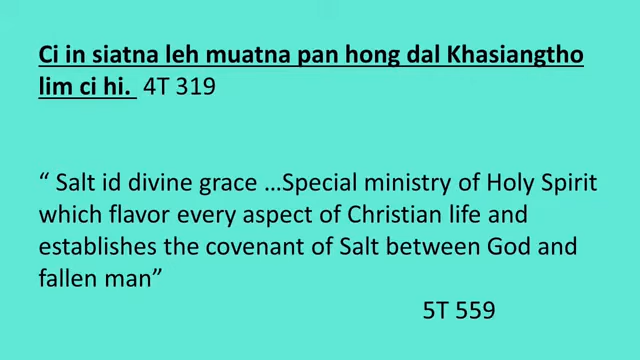 Ci in siatna leh muatna pan hong dal Khasiangtho
lim ci hi. 4T 319
“ Salt id divine grace ...Special ministry of Holy Spirit
which flavor every aspect of Christian life and
establishes the covenant of Salt between God and
fallen man”
5T 559